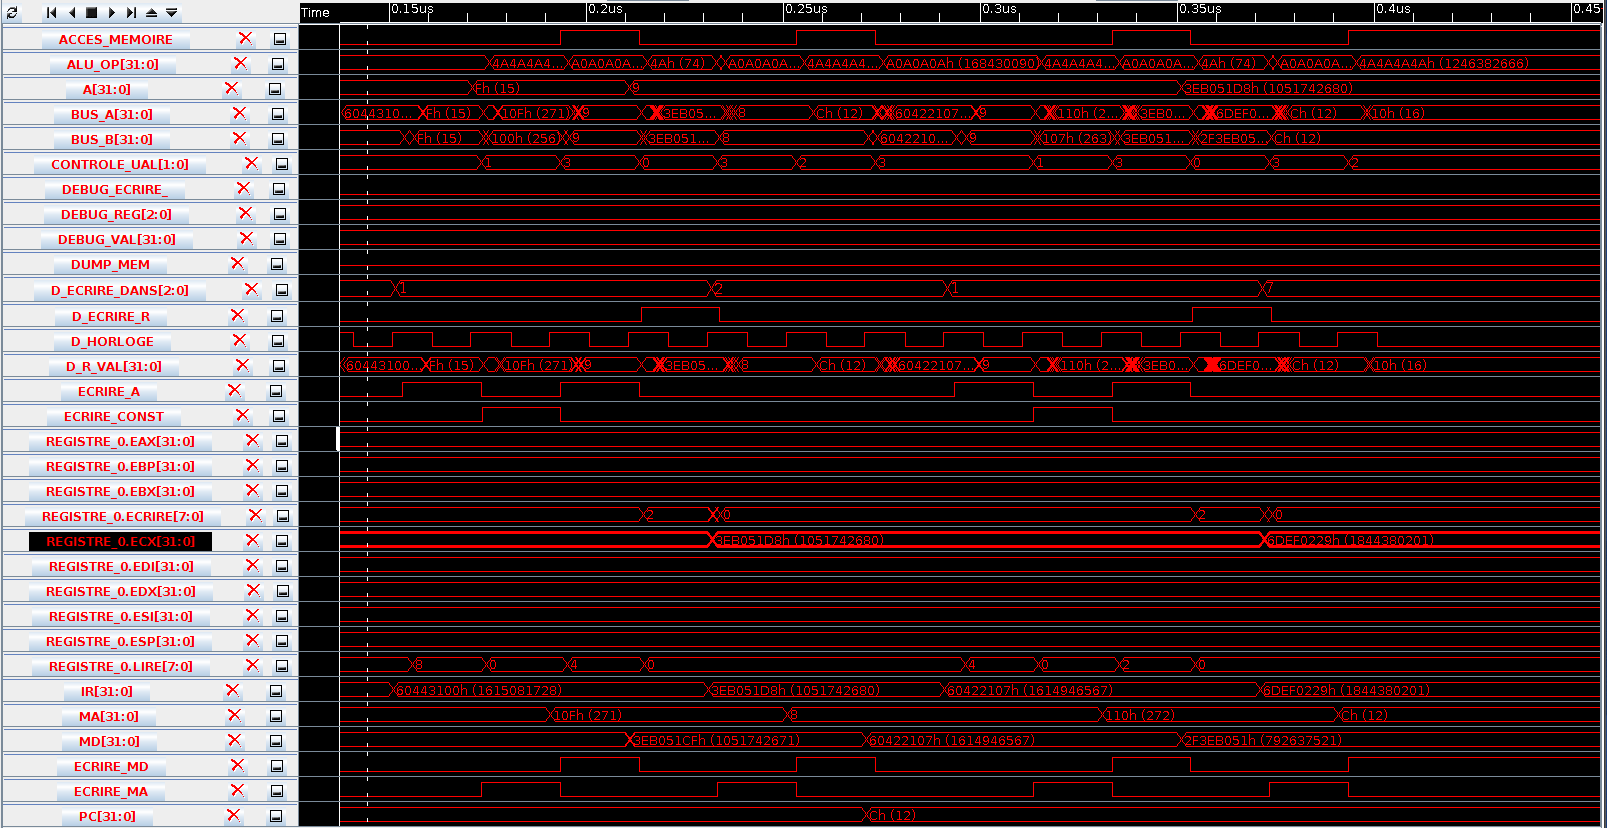 Time 0.15us 0.2us 0.25us 0.3us 0.35us 0.4us 0.45
ACCES_MEMOIRE
ALU_OP[31:0] 4A4A4A4... A0A0A0A... 4Ah (74) A0A0A0A... 4A4A4A4... A0A0A0A0Ah (168430090) 4A4A4A4... A0A0A0A... 4Ah (74) A0A0A0A... 4A4A4A4Ah (1246382666)
A[31:0] Fh (15) 9 3EB051D8h (1051742680)
BUS_A[31:0] 6044310... Fh (15) 10Fh (271) 9 3EB05... 8 Ch (12) 60422107... 9 110h (2... 3EB0... 6DEF0... Ch (12) 10h (16)
BUS_B[31:0] Fh (15) 100h (256) 9 3EB051... 8 6042210... 9 107h (263) 3EB051... 2F3EB05... Ch (12)
CONTROLE_UAL[1:0] 1 3 0 3 2 3 1 3 0 3 2
DEBUG_ECRIRE_
DEBUG_REG[2:0]
DEBUG_VAL[31:0]
DUMP_MEM
D_ECRIRE_DANS[2:0] 1 2 1 7
D_ECRIRE_R
D_HORLOGE
D_R_VAL[31:0] 60443100... Fh (15) 10Fh (271) 9 3EB05... 8 Ch (12) 60422107... 9 110h (2... 3EB0... 6DEF0... Ch (12) 10h (16)
ECRIRE_A
ECRIRE_CONST
REGISTRE_0.EAX[31:0]
REGISTRE_0.EBP[31:0]
REGISTRE_0.EBX[31:0]
REGISTRE_0.ECRIRE[7:0] 2 0 2 0
REGISTRE_0.ECX[31:0] 3EB051D8h (1051742680) 6DEF0229h (1844380201)
REGISTRE_0.EDI[31:0]
REGISTRE_0.EDX[31:0]
REGISTRE_0.ESI[31:0]
REGISTRE_0.ESP[31:0]
REGISTRE_0.LIRE[7:0] 8 0 4 0 4 0 2 0
IR[31:0] 60443100h (1615081728) 3EB051D8h (1051742680) 60422107h (1614946567) 6DEF0229h (1844380201)
MA[31:0] 10Fh (271) 8 110h (272) Ch (12)
MD[31:0] 3EB051CFh (1051742671) 60422107h (1614946567) 2F3EB051h (792637521)
ECRIRE_MD
ECRIRE_MA
PC[31:0] Ch (12)